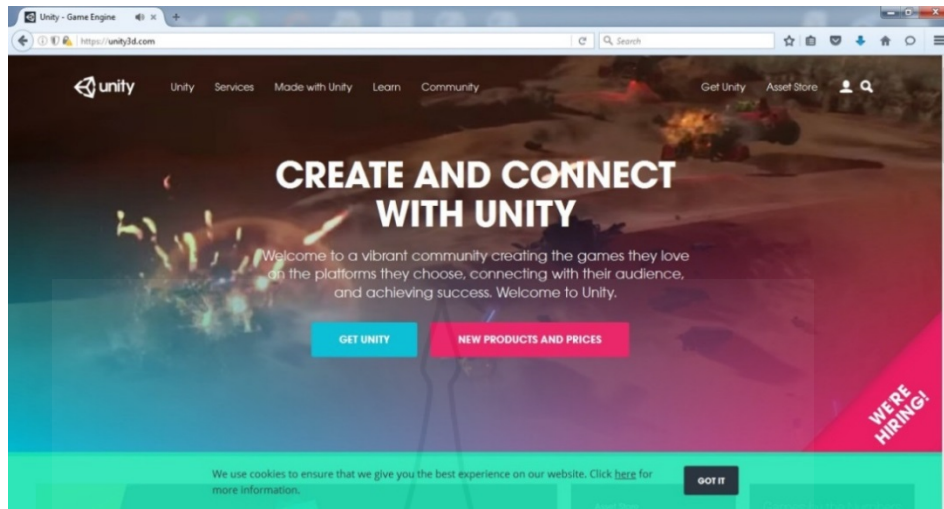 Unity - Game Engine
https://unity3d.com
Search
unity
Unity Services Made with Unity Learn Community
Get Unity Asset Store
CREATE AND CONNECT
WITH UNITY
Welcome to a vibrant community creating the games they love
on the platforms they choose, connecting with their audience,
and achieving success. Welcome to Unity.
GET UNITY
NEW PRODUCTS AND PRICES
WE'RE
HIRING!
We use cookies to ensure that we give you the best experience on our website. Click here for
more information.
GOT IT